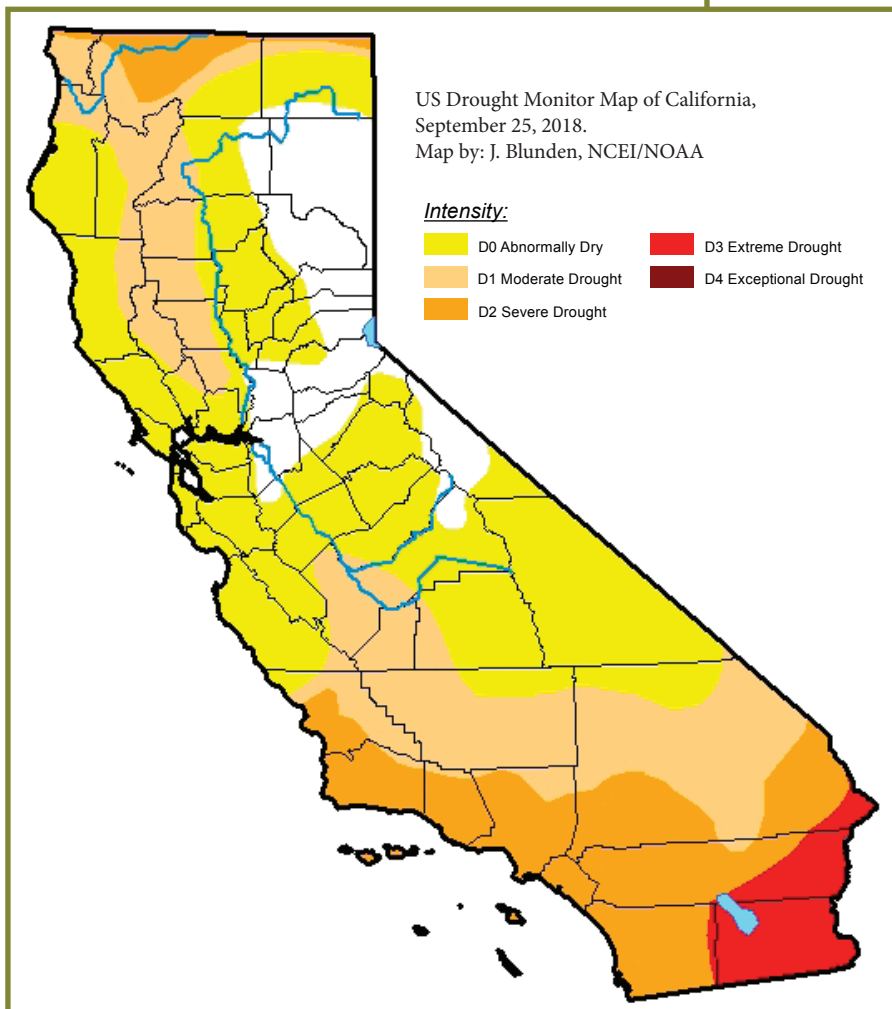 US Drought Monitor Map of California,
September 25, 2018.
Map by: J. Blunden, NCEI/NOAA
Intensity:
D0 Abnormally Dry
D1 Moderate Drought
D2 Severe Drought
D3 Extreme Drought
D4 Exceptional Drought